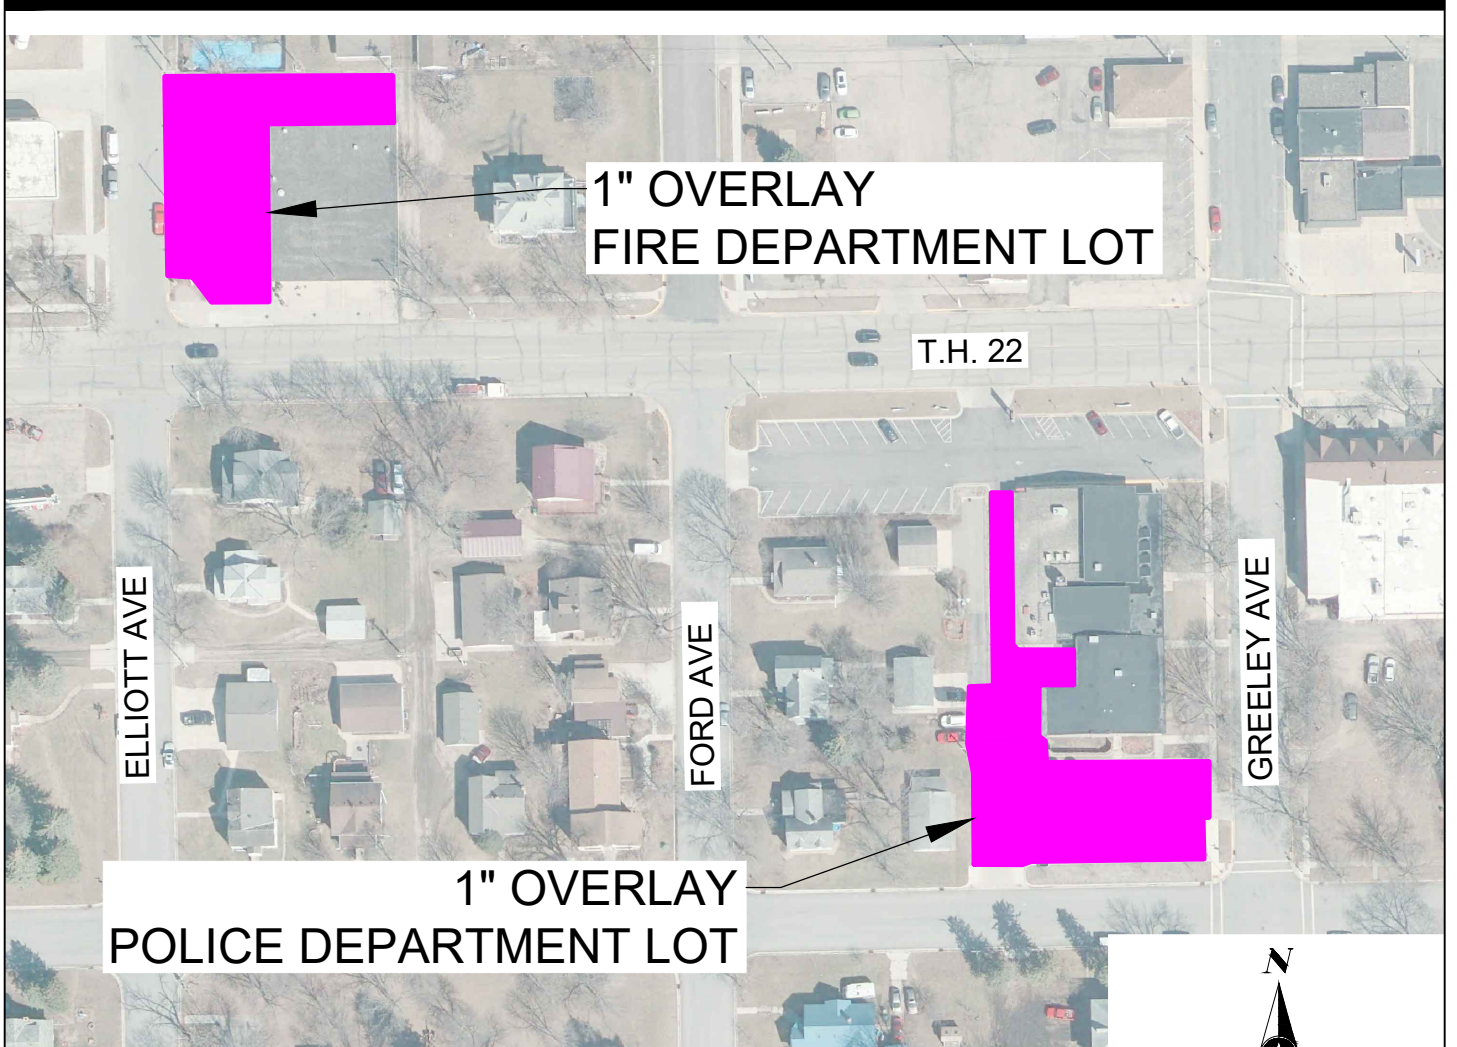 1" OVERLAY
FIRE DEPARTMENT LOT
T.H. 22
ELLIOTT AVE
FORD AVE
GREELEY AVE
1" OVERLAY
POLICE DEPARTMENT LOT
N